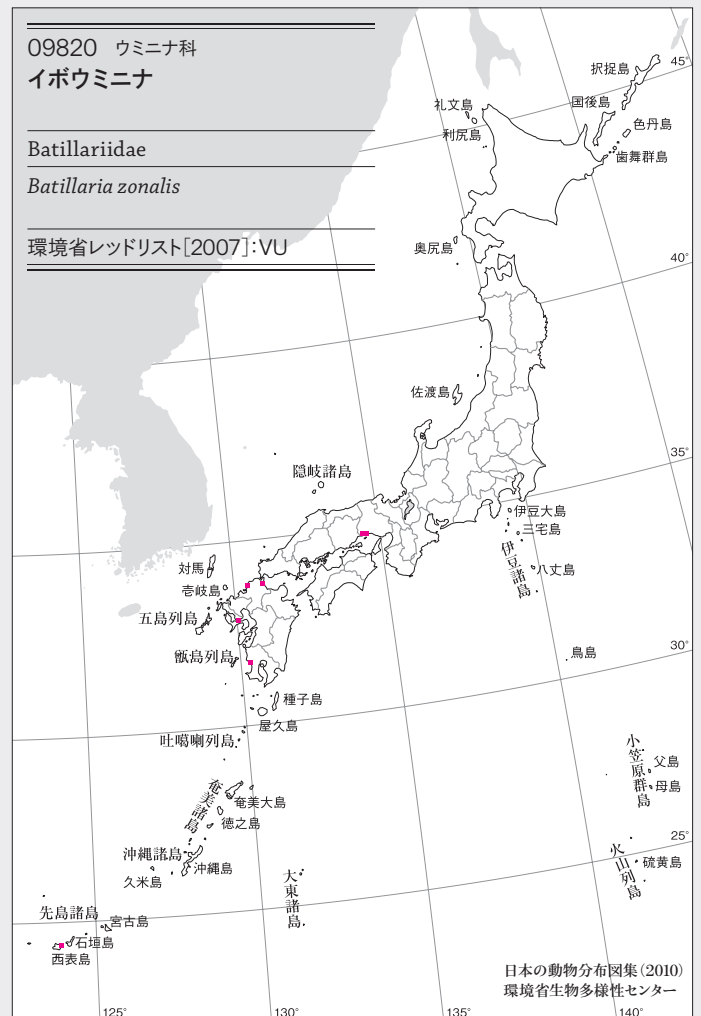 09820 ウミニナ科
イボウミニナ
Batillariidae
Batillaria zonalis
環境省レッドリスト[2007]:VU
択捉島
45°
礼文島
国後島
利尻島
色丹島
歯舞群島
奥尻島
40°
佐渡島
35°
隠岐諸島
伊豆大島
三宅島
伊豆諸島
八丈島
対馬
壱岐島
五島列島
甑島列島
鳥島
30°
種子島
屋久島
吐噶喇列島
小笠原群島
父島
母島
奄美諸島
奄美大島
徳之島
25°
沖縄諸島
沖縄島
久米島
火山列島
硫黄島
大東諸島
先島諸島
宮古島
石垣島
西表島
日本の動物分布図集(2010)
環境省生物多様性センター
125°
130°
135°
140°